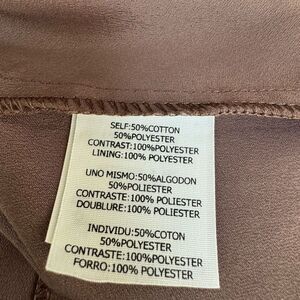 SELF:50%COTTON
50%POLYESTER
CONTRAST:100%POLYESTER
LINING:100% POLYESTER
UNO MISMO:50%ALGODON
50%POLIESTER
CONTRASTE:100% POLIESTER
DOUBLURE:100% POLIESTER
INDIVIDU:50%COTON
50%POLYESTER
CONTRASTE:100%POLYESTER
FORRO:100% POLYESTER